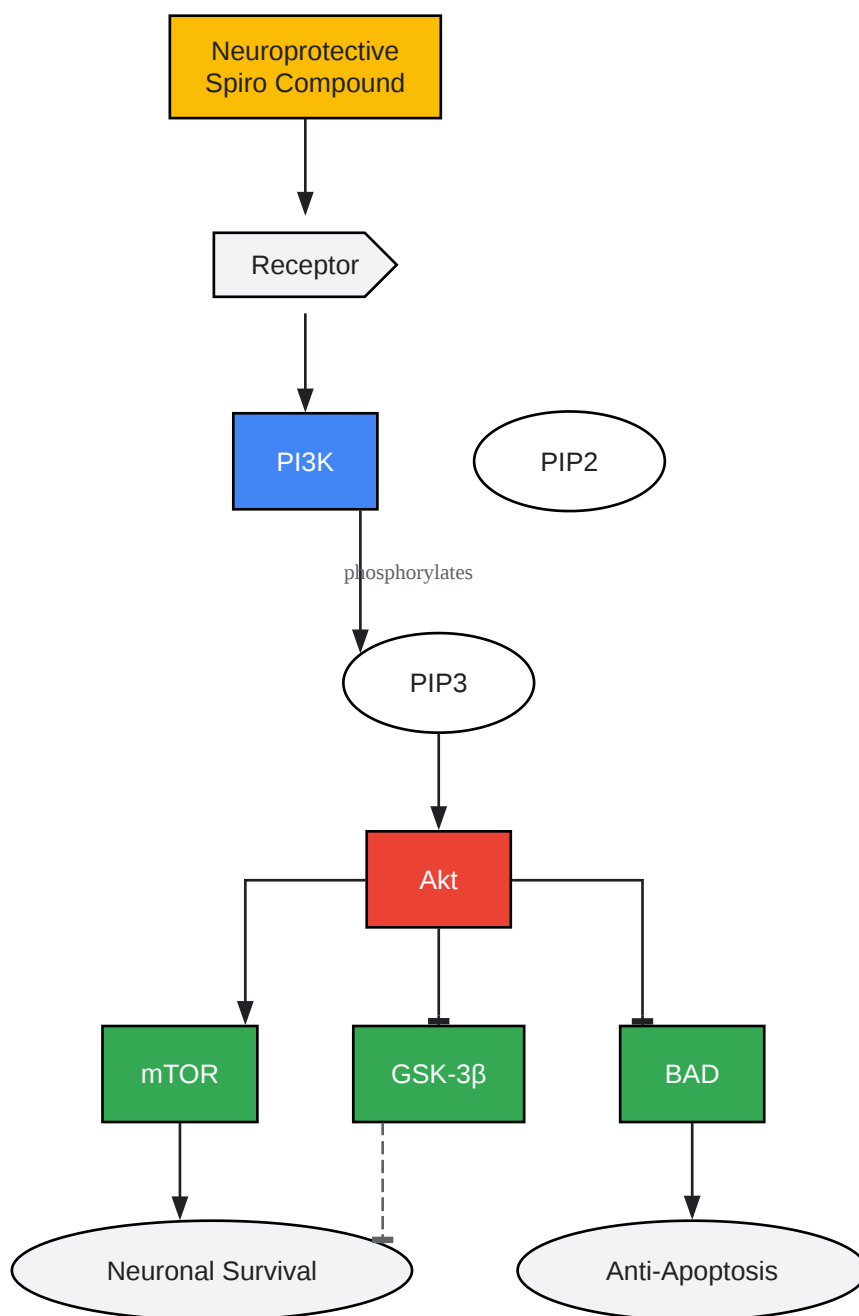 Neuroprotective
Spiro Compound
Receptor
PI3K
PIP2
phosphorylates
PIP3
Akt
mTOR
GSK-3β
BAD
Neuronal Survival
Anti-Apoptosis